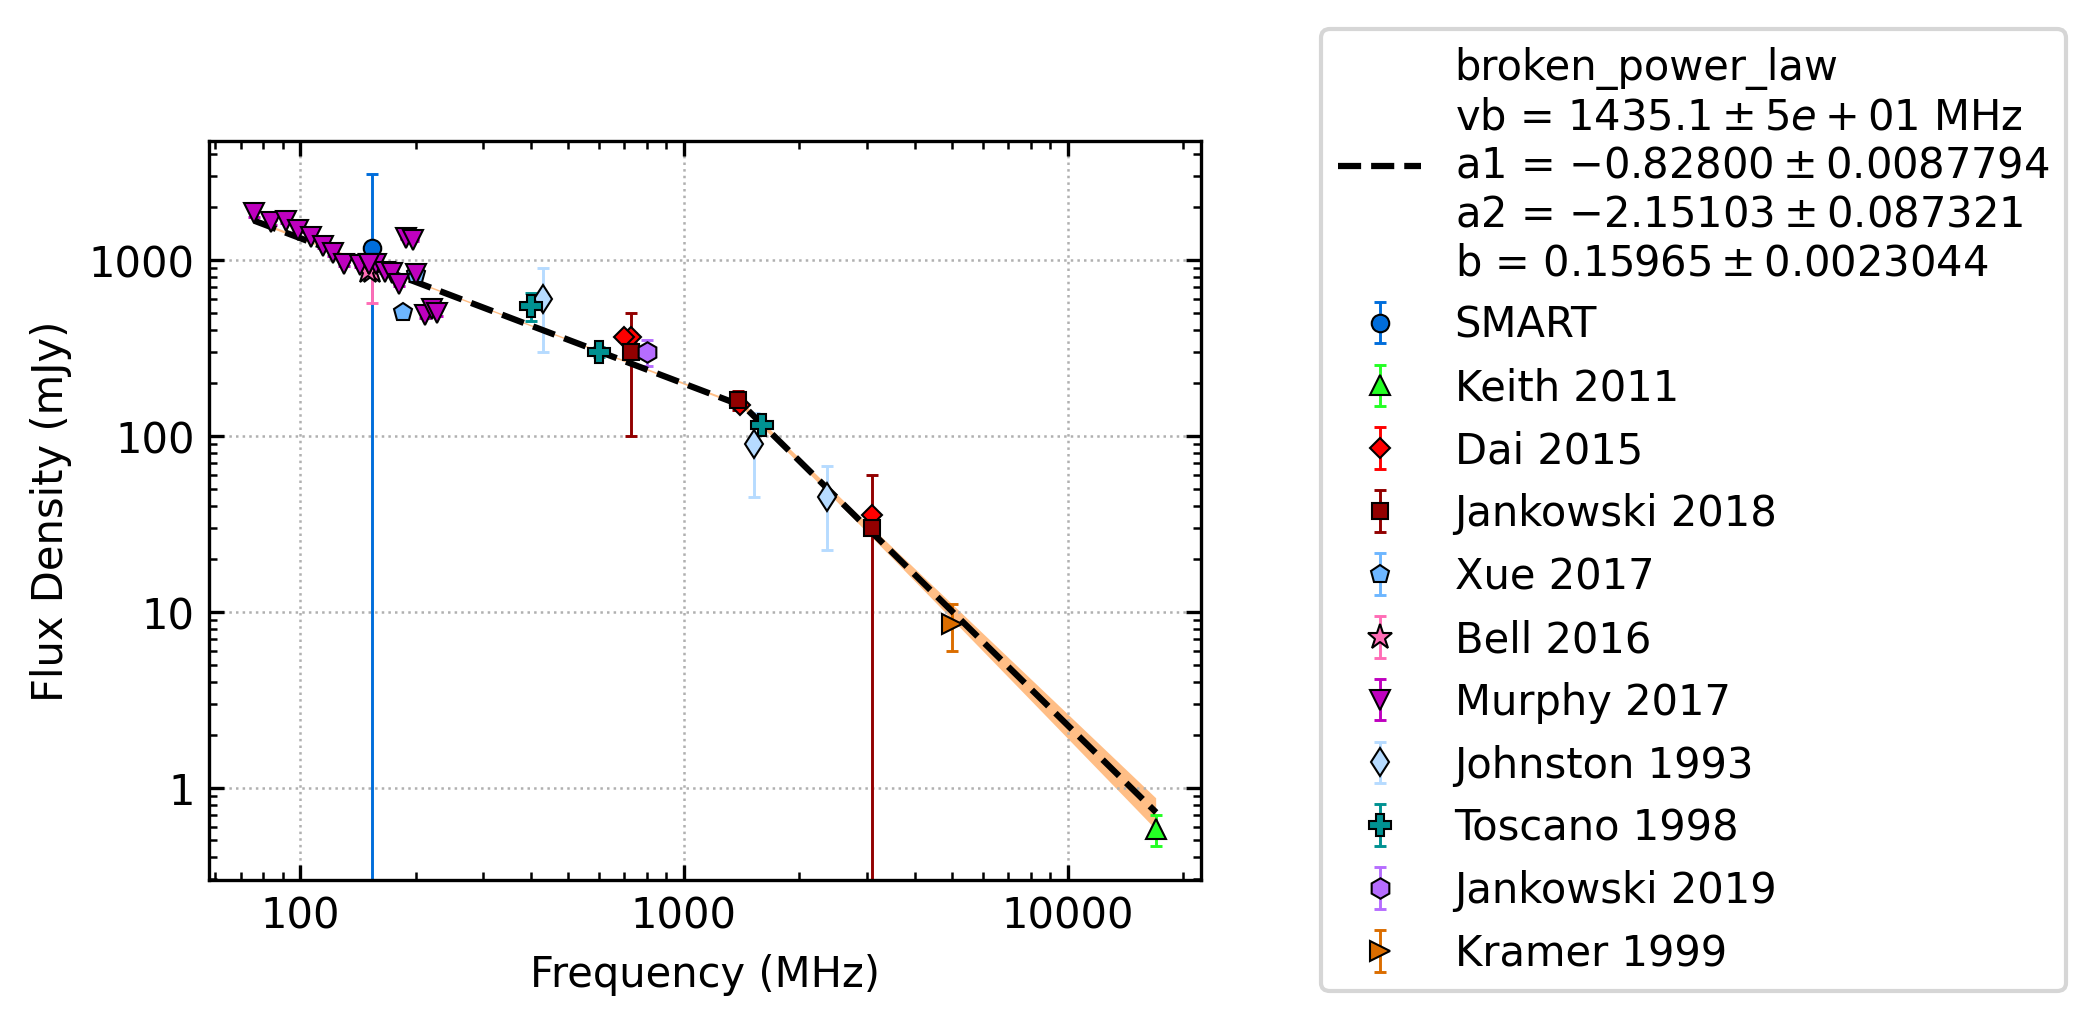 Flux Density (mJy)
1000
100
10
1
100 1000 10000
Frequency (MHz)
broken_power_law
vb = 1435.1 ± 5e + 01 MHz
a1 = −0.82800 ± 0.0087794
a2 = −2.15103 ± 0.087321
b = 0.15965 ± 0.0023044
SMART
Keith 2011
Dai 2015
Jankowski 2018
Xue 2017
Bell 2016
Murphy 2017
Johnston 1993
Toscano 1998
Jankowski 2019
Kramer 1999